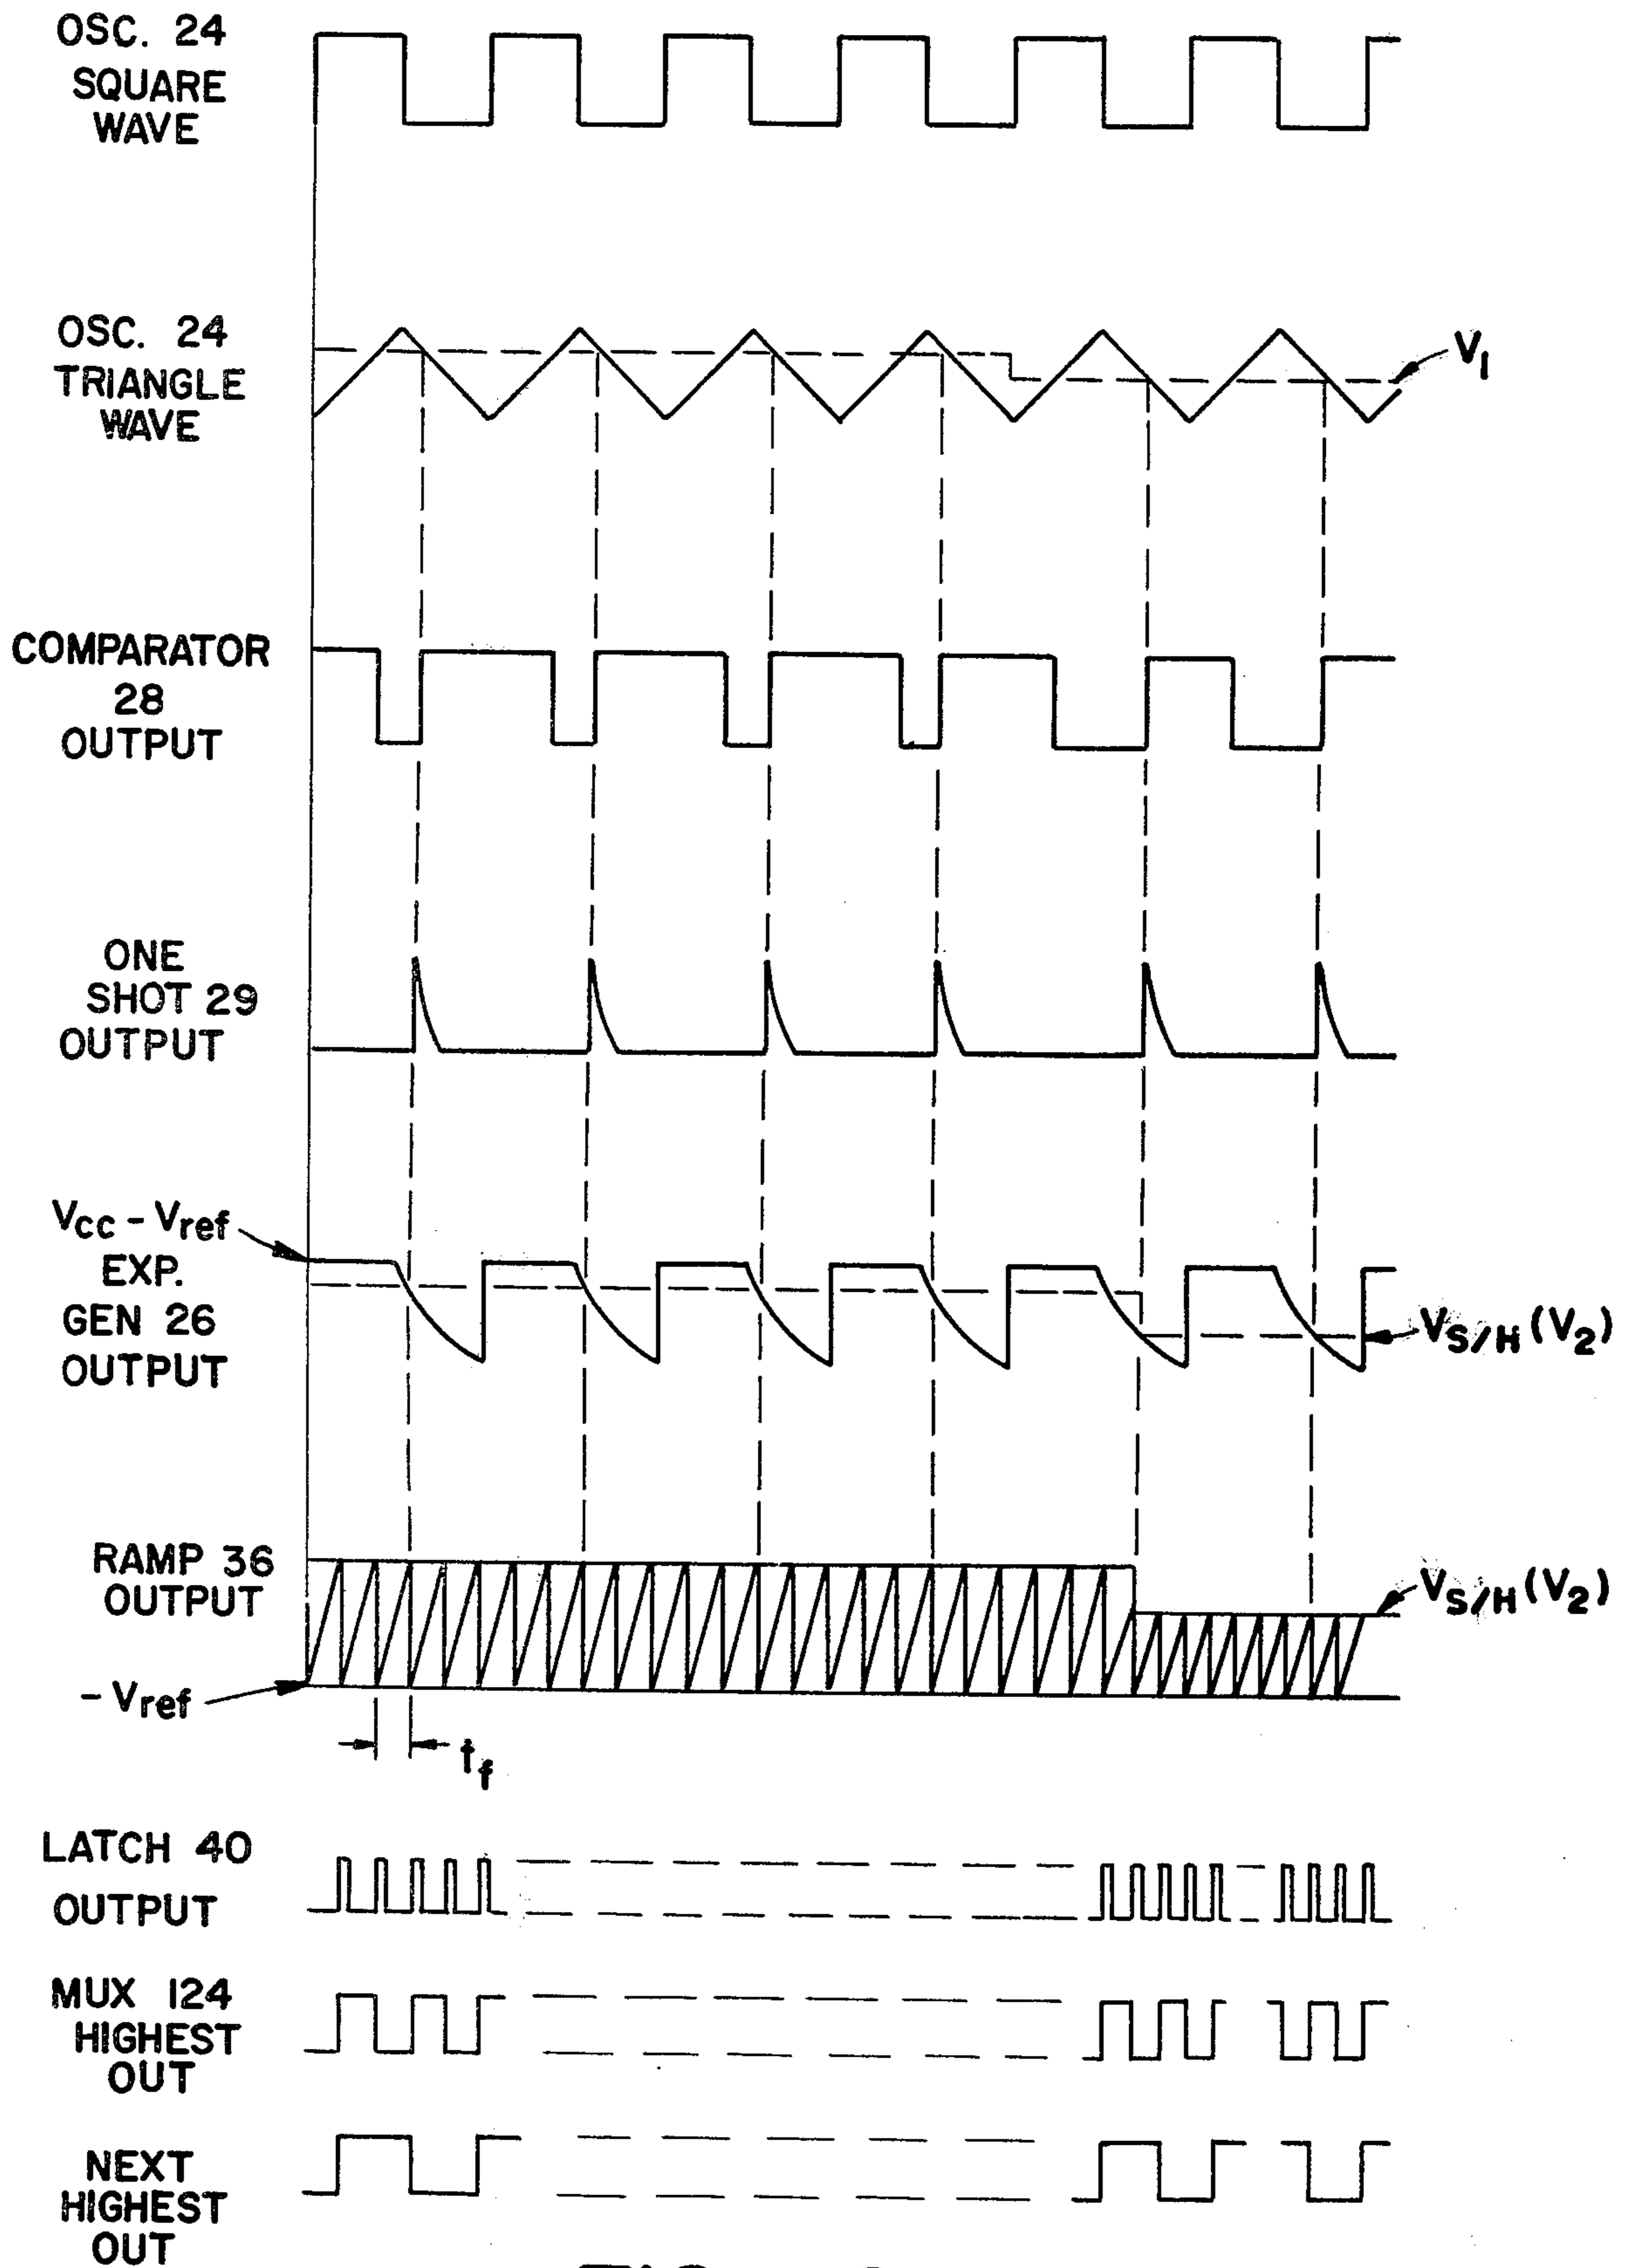 OSC. 24
SQUARE
WAVE
OSC. 24
TRIANGLE
WAVE
V1
COMPARATOR
28
OUTPUT
ONE
SHOT 29
OUTPUT
Vcc - Vref
EXP.
GEN 26
OUTPUT
VS/H (V2)
RAMP 36
OUTPUT
VS/H (V2)
- Vref
tf
LATCH 40
OUTPUT
MUX 124
HIGHEST
OUT
NEXT
HIGHEST
OUT